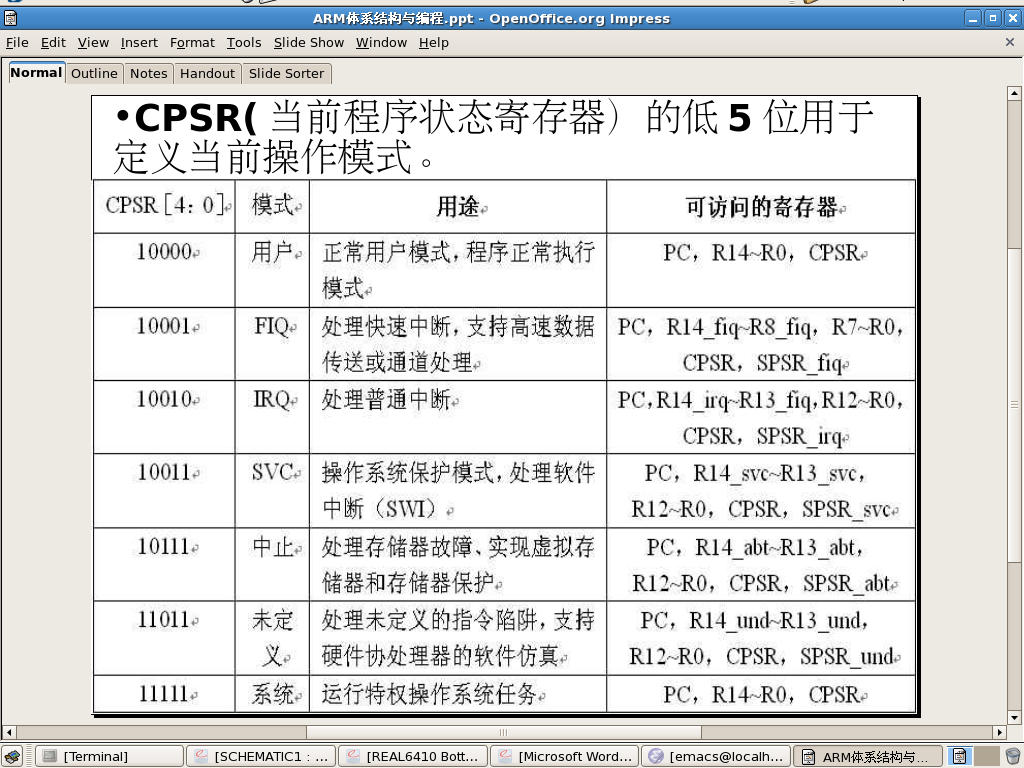 ARM体系结构与编程.ppt - OpenOffice.org Impress
File Edit View Insert Format Tools Slide Show Window Help
Normal Outline Notes Handout Slide Sorter
•CPSR( 当前程序状态寄存器）的低 5 位用于
定义当前操作模式。
CPSR［4：0］ 模式 用途 可访问的寄存器
10000 用户 正常用户模式，程序正常执行 PC，R14~R0，CPSR
模式
10001 FIQ 处理快速中断，支持高速数据 PC，R14_fiq~R8_fiq，R7~R0，
传送或通道处理 CPSR，SPSR_fiq
10010 IRQ 处理普通中断 PC,R14_irq~R13_fiq,R12~R0,
CPSR，SPSR_irq
10011 SVC 操作系统保护模式，处理软件 PC，R14_svc~R13_svc，
中断（SWI） R12~R0，CPSR，SPSR_svc
10111 中止 处理存储器故障、实现虚拟存 PC，R14_abt~R13_abt，
储器和存储器保护 R12~R0，CPSR，SPSR_abt
11011 未定 处理未定义的指令陷阱，支持 PC，R14_und~R13_und，
义 硬件协处理器的软件仿真 R12~R0，CPSR，SPSR_und
11111 系统 运行特权操作系统任务 PC，R14~R0，CPSR
[Terminal] [SCHEMATIC1 : ... [REAL6410 Bott... [Microsoft Word... [emacs@localh... ARM体系结构与...